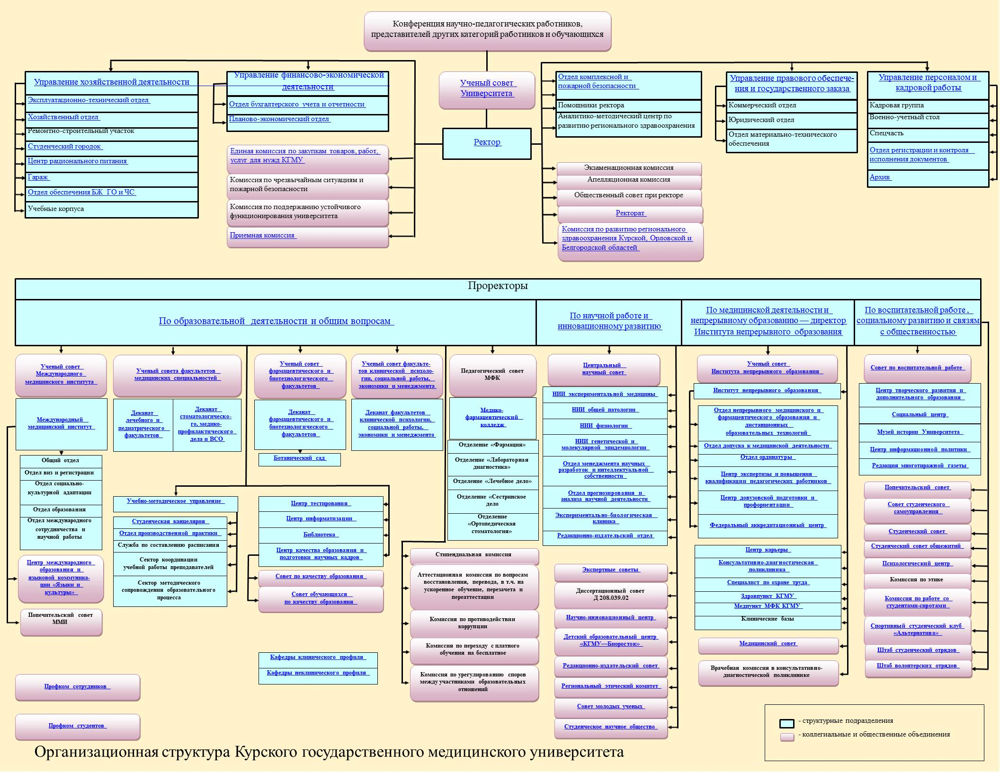 Конференция научно-педагогических работников,
представителей других категорий работников и обучающихся
Управление хозяйственной деятельности
Эксплуатационно-технический отдел
Хозяйственный отдел
Ремонтно-строительный участок
Студенческий городок
Центр рационального питания
Гараж
Отдел обеспечения БЖ ГО и ЧС
Учебные корпуса
Управление финансово-экономической
деятельности
Отдел бухгалтерского учета и отчетности
Планово-экономический отдел
Единая комиссия по закупкам товаров, работ,
услуг для нужд КГМУ
Комиссия по чрезвычайным ситуациям и
пожарной безопасности
Комиссия по поддержанию устойчивого
функционирования университета
Приемная комиссия
Ученый совет
Университета
Ректор
Отдел комплексной и
пожарной безопасности
Помощники ректора
Аналитико-методический центр по
развитию регионального здравоохранения
Экзаменационная комиссия
Апелляционная комиссия
Общественный совет при ректоре
Ректорат
Комиссия по развитию регионального
здравоохранения Курской, Орловской и
Белгородской областей
Управление правового обеспече-
ния и государственного заказа
Коммерческий отдел
Юридический отдел
Отдел материально-технического
обеспечения
Управление персоналом и
кадровой работы
Кадровая группа
Военно-учетный стол
Спецчасть
Отдел регистрации и контроля
исполнения документов
Архив
Проректоры
По образовательной деятельности и общим вопросам
По научной работе и
инновационному развитию
По медицинской деятельности и
непрерывному образованию — директор
Института непрерывного образования
По воспитательной работе ,
социальному развитию и связям
с общественностью
Ученый совет
Международного
медицинского института
Международный
медицинский институт
Общий отдел
Отдел виз и регистрации
Отдел социально-
культурной адаптации
Отдел образования
Отдел международного
сотрудничества и
научной работы
Центр международного
образования и
языковой коммуника-
ции «Языки и
культуры»
Попечительский совет
ММИ
Профком сотрудников
Профком студентов
Ученый совета факультетов
медицинских специальностей
Деканат
лечебного и
педиатрического
факультетов
Деканат
стоматологическо-
го, медико-
профилактического
дела и ВСО
Учебно-методическое управление
Студенческая канцелярия
Отдел производственной практики
Служба по составлению расписания
Сектор координации
учебной работы преподавателей
Сектор методического
сопровождения образовательного
процесса
Ученый совет
фармацевтического и
биотехнологического
факультетов
Деканат
фармацевтического и
биотехнологического
факультетов
Ботанический сад
Центр тестирования
Центр информатизации
Библиотека
Центр качества образования и
подготовки научных кадров
Совет по качеству образования
Совет обучающихся
по качеству образования
Кафедры клинического профиля
Кафедры неклинического профиля
Ученый совет факульте-
тов клинической психоло-
гии, социальной работы,
экономики и менеджмента
Деканат факультетов
клинической психологии,
социальной работы,
экономики и менеджмента
Педагогический совет
МФК
Медико-
фармацевтический
колледж
Отделение «Фармация»
Отделение «Лабораторная
диагностика»
Отделение «Лечебное дело»
Отделение «Сестринское
дело
Отделение
«Ортопедическая
стоматология»
Стипендиальная комиссия
Аттестационная комиссия по вопросам
восстановления, перевода, в т.ч. на
ускоренное обучение, перезачета и
переаттестации
Комиссия по противодействии
коррупции
Комиссия по переходу с платного
обучения на бесплатное
Комиссия по урегулированию споров
между участниками образовательных
отношений
Центральный
научный совет
НИИ экспериментальной медицины
НИИ общей патологии
НИИ физиологии
НИИ генетической и
молекулярной эпидемиологии
Отдел менеджмента научных
разработок и интеллектуальной
собственности
Отдел прогнозирования и
анализа научной деятельности
Экспериментально-биологическая
клиника
Редакционно-издательский отдел
Экспертные советы
Диссертационный совет
Д 208.039.02
Научно-инновационный центр
Детский образовательный центр
«КГМУ—Биоросток»
Редакционно-издательский совет
Региональный этический комитет
Совет молодых ученых
Студенческое научное общество
Ученый совет
Института непрерывного образования
Институт непрерывного образования
Отдел непрерывного медицинского и
фармацевтического образования и
дистанционных
образовательных технологий
Отдел допуска к медицинской деятельности
Отдел ординатуры
Центр экспертизы и повышения
квалификации педагогических работников
Центр довузовской подготовки и
профориентации
Федеральный аккредитационный центр
Центр карьеры
Консультативно-диагностическая
поликлиника
Специалист по охране труда
Здравпункт КГМУ
Медпункт МФК КГМУ
Клинические базы
Медицинский совет
Врачебная комиссия в консультативно-
диагностической поликлинике
Совет по воспитательной работе
Центр творческого развития и
дополнительного образования
Социальный центр
Музей истории Университета
Центр информационой политики
Редакция многотиражной газеты
Попечительский совет
Совет студенческого
самоуправления
Студенческий совет
Студенческий совет общежитий
Психологический центр
Комиссия по этике
Комиссия по работе со
студентами-сиротами
Спортивный студенческий клуб
«Альтернатива»
Штаб студенческий отрядов
Штаб волонтерских отрядов
- структурные подразделения
- коллегиальные и общественные объединения
Организационная структура Курского государственного медицинского университета